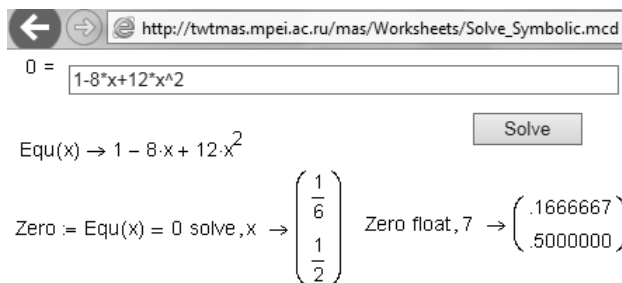 http://twtmas.mpei.ac.ru/mas/Worksheets/Solve_Symbolic.mcd
0 = 1-8*x+12*x^2
Solve
Equ(x) → 1 − 8·x + 12·x²
Zero := Equ(x) = 0 solve,x → (1/6 1/2) Zero float,7 → (.1666667 .5000000)